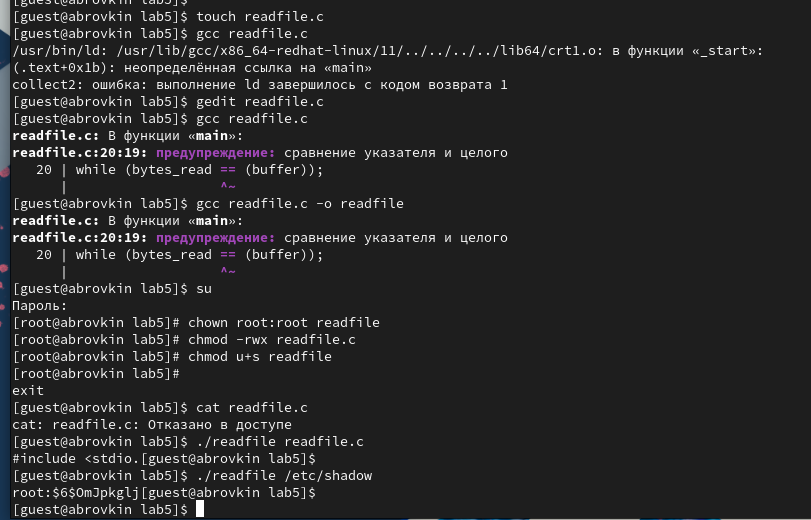 [guest@abrovkin lab5]$ touch readfile.c
[guest@abrovkin lab5]$ gcc readfile.c
/usr/bin/ld: /usr/lib/gcc/x86_64-redhat-linux/11/../../../../lib64/crt1.o: в функции «_start»:
(.text+0x1b): неопределённая ссылка на «main»
collect2: ошибка: выполнение ld завершилось с кодом возврата 1
[guest@abrovkin lab5]$ gedit readfile.c
[guest@abrovkin lab5]$ gcc readfile.c
readfile.c: В функции «main»:
readfile.c:20:19: предупреждение: сравнение указателя и целого
   20 | while (bytes_read == (buffer));
      |                   ^~
[guest@abrovkin lab5]$ gcc readfile.c -o readfile
readfile.c: В функции «main»:
readfile.c:20:19: предупреждение: сравнение указателя и целого
   20 | while (bytes_read == (buffer));
      |                   ^~
[guest@abrovkin lab5]$ su
Пароль:
[root@abrovkin lab5]# chown root:root readfile
[root@abrovkin lab5]# chmod -rwx readfile.c
[root@abrovkin lab5]# chmod u+s readfile
[root@abrovkin lab5]#
exit
[guest@abrovkin lab5]$ cat readfile.c
cat: readfile.c: Отказано в доступе
[guest@abrovkin lab5]$ ./readfile readfile.c
#include <stdio.[guest@abrovkin lab5]$
[guest@abrovkin lab5]$ ./readfile /etc/shadow
root:$6$OmJpkglj[guest@abrovkin lab5]$
[guest@abrovkin lab5]$